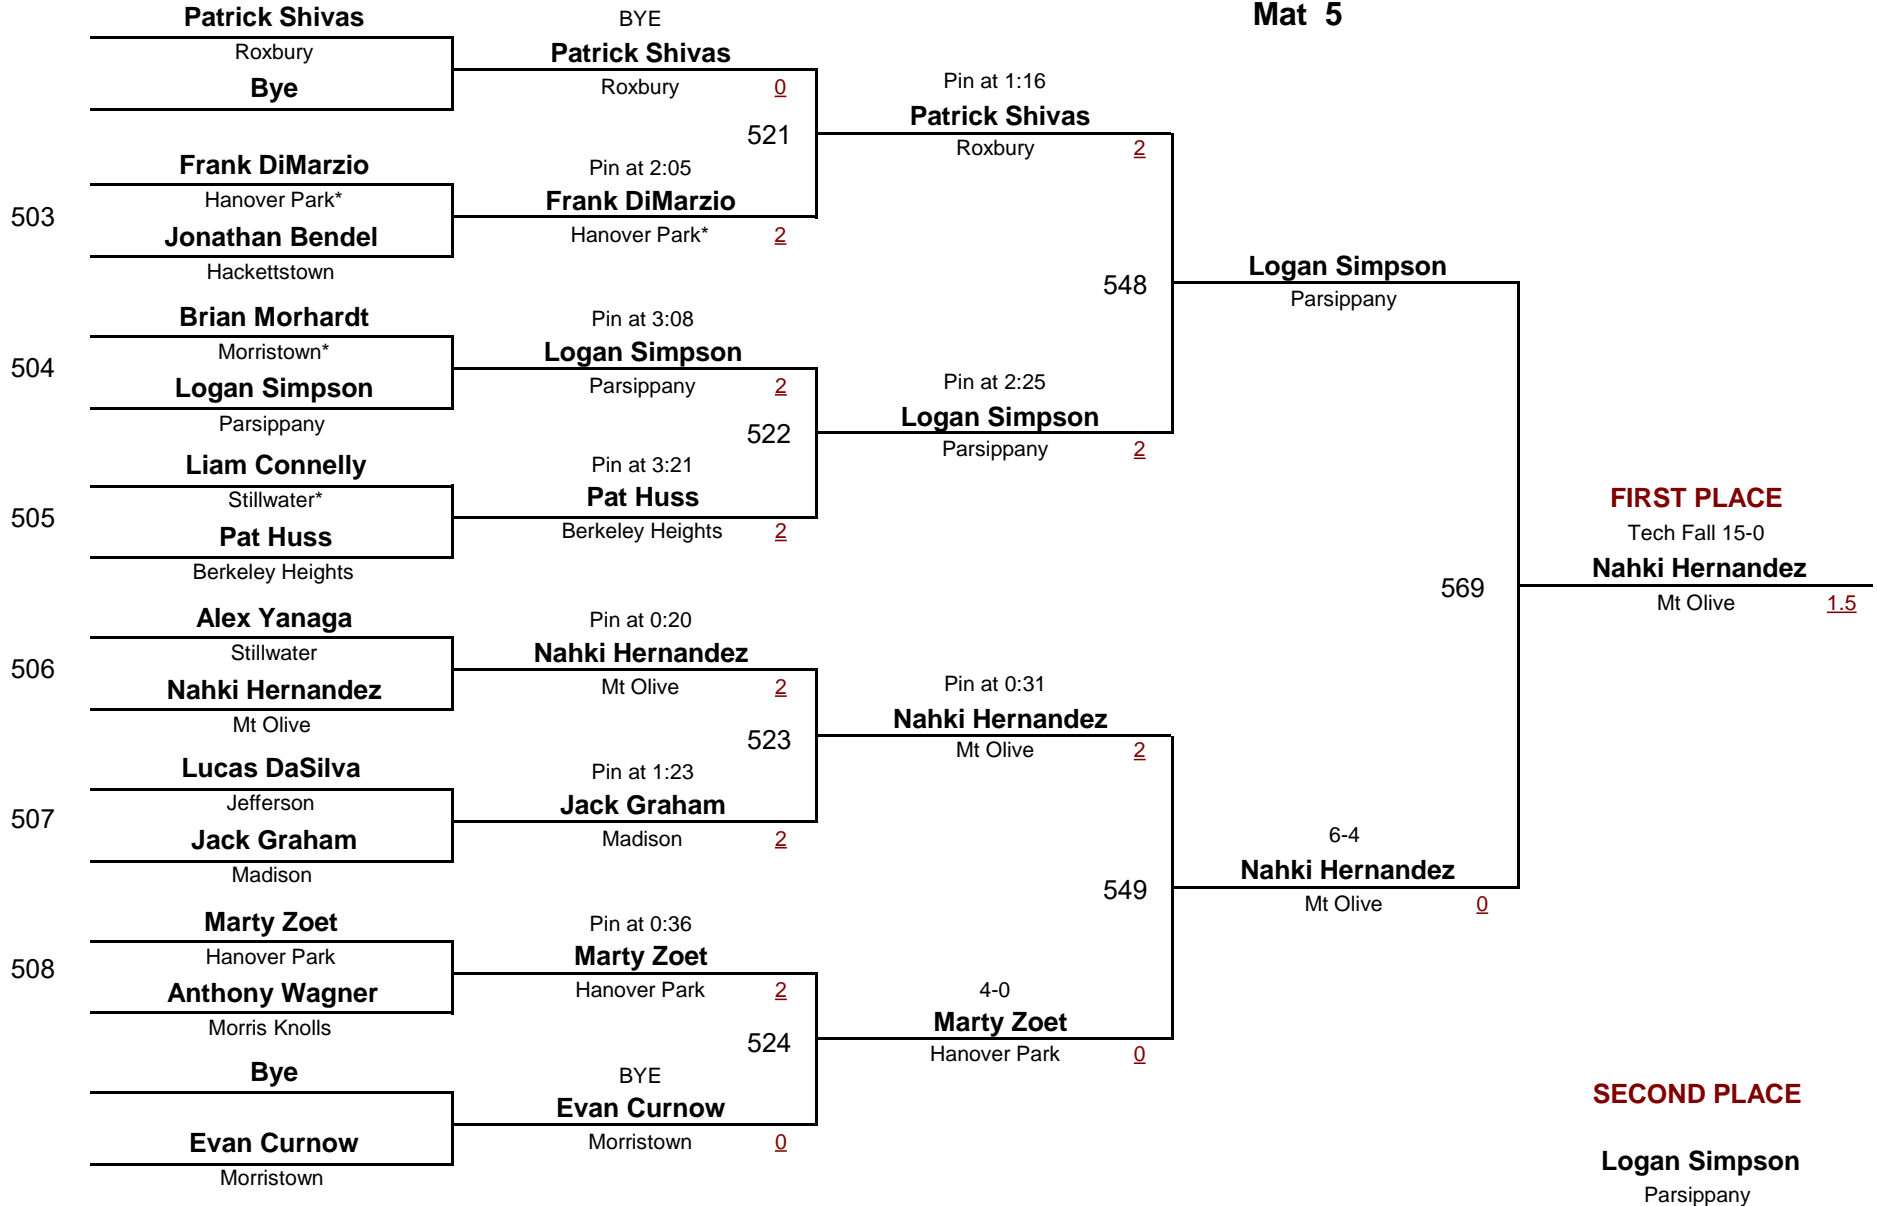 Mat 5
Patrick Shivas
Roxbury
Bye
503
Frank DiMarzio
Hanover Park*
Jonathan Bendel
Hackettstown
504
Brian Morhardt
Morristown*
Logan Simpson
Parsippany
505
Liam Connelly
Stillwater*
Pat Huss
Berkeley Heights
506
Alex Yanaga
Stillwater
Nahki Hernandez
Mt Olive
507
Lucas DaSilva
Jefferson
Jack Graham
Madison
508
Marty Zoet
Hanover Park
Anthony Wagner
Morris Knolls
Bye
Evan Curnow
Morristown
BYE
Patrick Shivas
Roxbury 0
521
Pin at 2:05
Frank DiMarzio
Hanover Park* 2
Pin at 3:08
Logan Simpson
Parsippany 2
522
Pin at 3:21
Pat Huss
Berkeley Heights 2
Pin at 0:20
Nahki Hernandez
Mt Olive 2
523
Pin at 1:23
Jack Graham
Madison 2
Pin at 0:36
Marty Zoet
Hanover Park 2
524
BYE
Evan Curnow
Morristown 0
Pin at 1:16
Patrick Shivas
Roxbury 2
548
Pin at 2:25
Logan Simpson
Parsippany 2
Pin at 0:31
Nahki Hernandez
Mt Olive 2
549
4-0
Marty Zoet
Hanover Park 0
Logan Simpson
Parsippany
569
6-4
Nahki Hernandez
Mt Olive 0
FIRST PLACE
Tech Fall 15-0
Nahki Hernandez
Mt Olive 1.5
SECOND PLACE
Logan Simpson
Parsippany